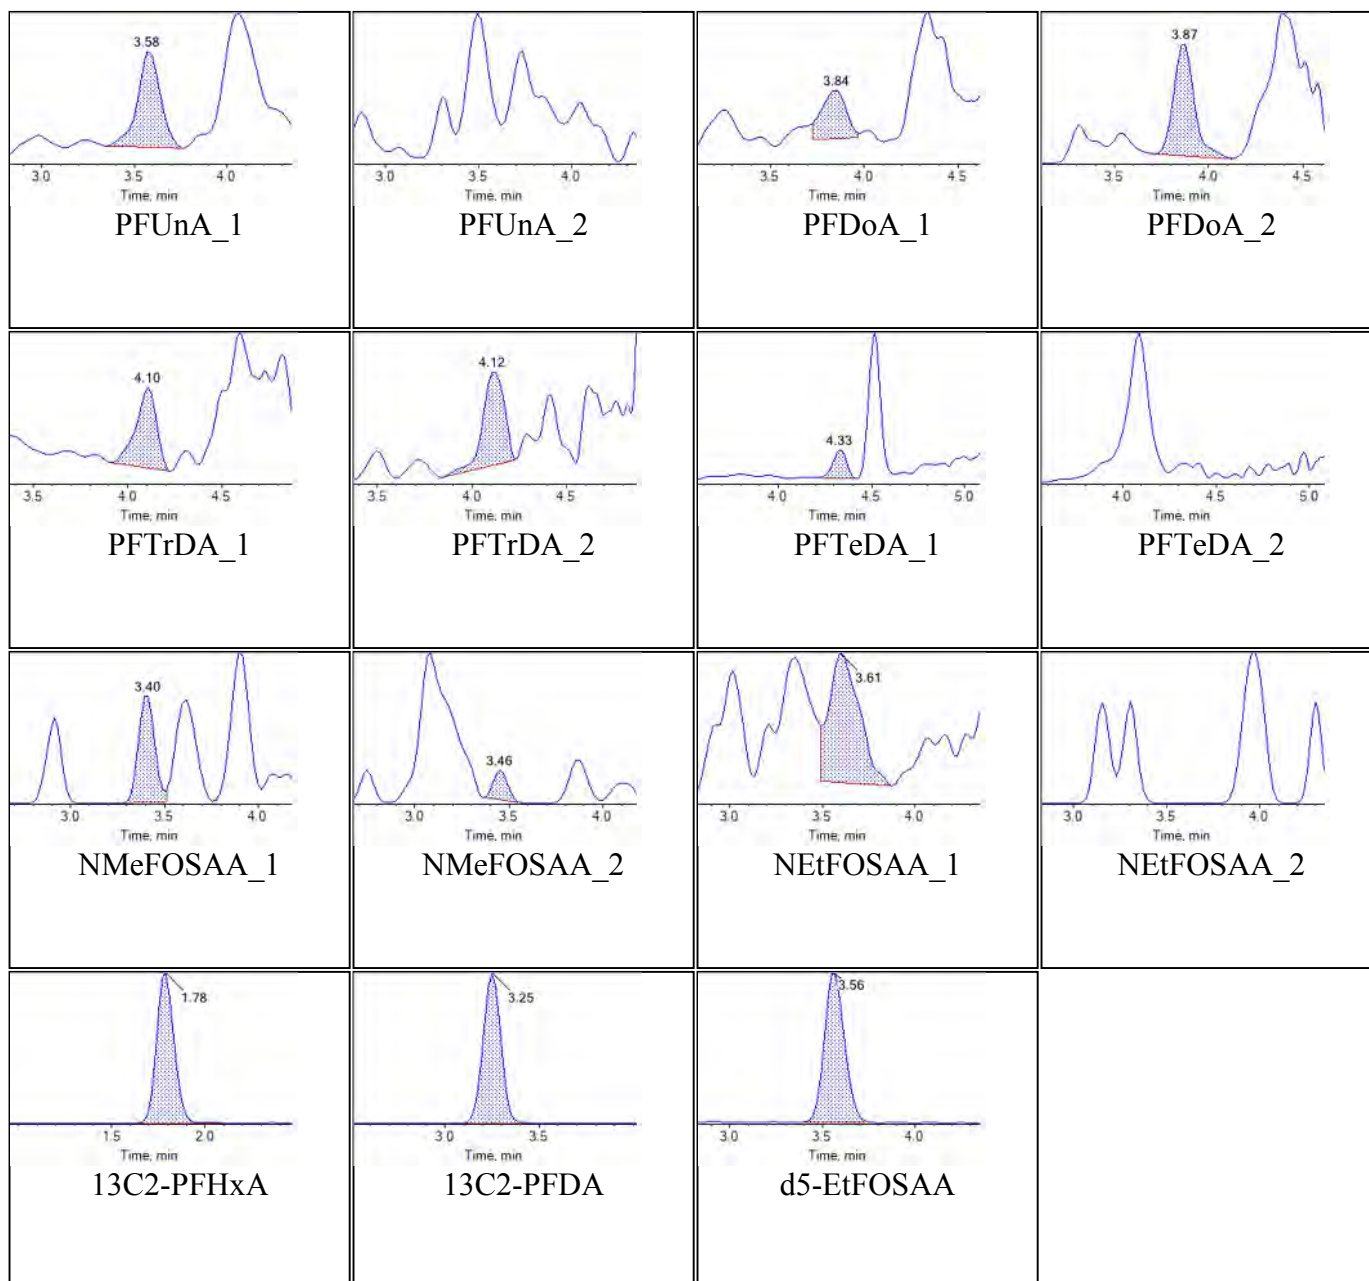 3.58
3.0 3.5 4.0
Time, min
PFUnA_1
3.0 3.5 4.0
Time, min
PFUnA_2
3.84
3.5 4.0 4.5
Time, min
PFDoA_1
3.87
3.5 4.0 4.5
Time, min
PFDoA_2
4.10
3.5 4.0 4.5
Time, min
PFTrDA_1
4.12
3.5 4.0 4.5
Time, min
PFTrDA_2
4.33
4.0 4.5 5.0
Time, min
PFTeDA_1
4.0 4.5 5.0
Time, min
PFTeDA_2
3.40
3.0 3.5 4.0
Time, min
NMeFOSAA_1
3.46
3.0 3.5 4.0
Time, min
NMeFOSAA_2
3.61
3.0 3.5 4.0
Time, min
NEtFOSAA_1
3.0 3.5 4.0
Time, min
NEtFOSAA_2
1.78
1.5 2.0
Time, min
13C2-PFHxA
3.25
3.0 3.5
Time, min
13C2-PFDA
3.56
3.0 3.5 4.0
Time, min
d5-EtFOSAA